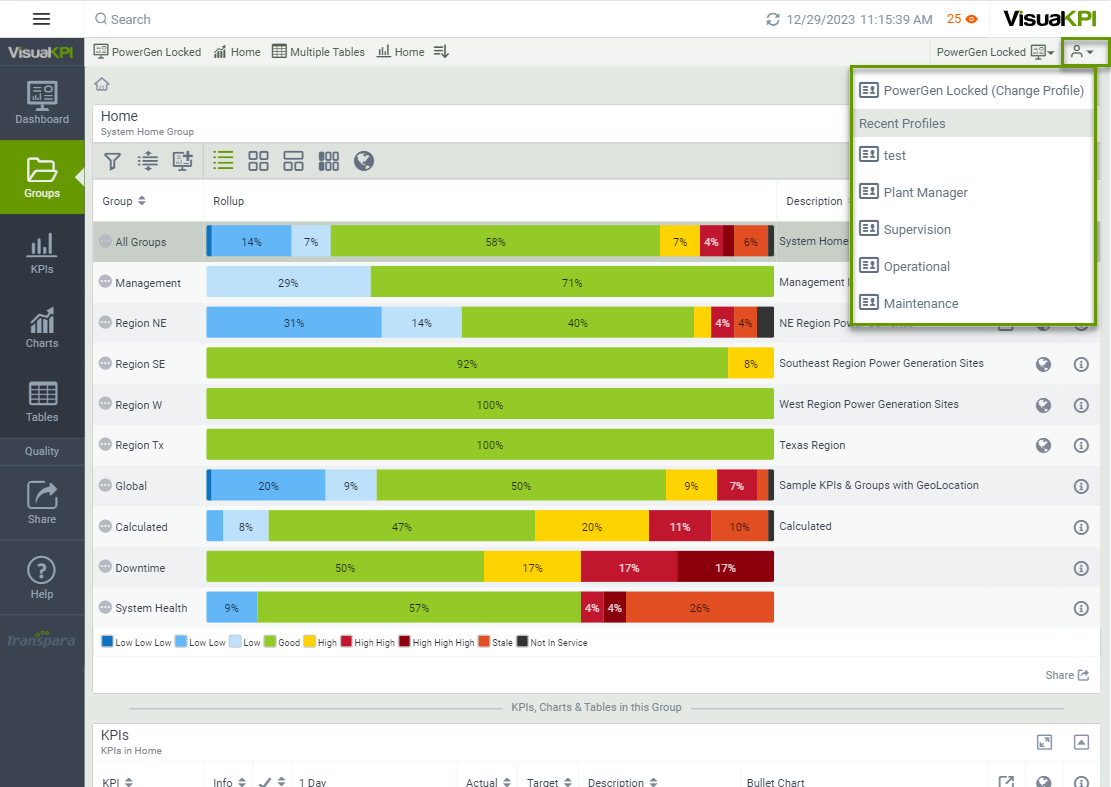 Search
12/29/2023 11:15:39 AM
25
VisualKPI
VisualKPI
PowerGen Locked
Home
Multiple Tables
Home
PowerGen Locked
PowerGen Locked (Change Profile)
Recent Profiles
test
Plant Manager
Supervision
Operational
Maintenance
Dashboard
Groups
KPIs
Charts
Tables
Quality
Share
Help
Transpara
Home
System Home Group
Group Rollup Description
All Groups 14% 7% 58% 7% 4% 6% System Home
Management 29% 71% Management
Region NE 31% 14% 40% 4% 4% NE Region
Region SE 92% 8% Southeast Region Power Generation Sites
Region W 100% West Region Power Generation Sites
Region Tx 100% Texas Region
Global 20% 9% 50% 9% 7% Sample KPIs & Groups with GeoLocation
Calculated 8% 47% 20% 11% 10% Calculated
Downtime 50% 17% 17% 17%
System Health 9% 57% 4% 4% 26%
Low Low Low Low Low Low Good High High High High High High Stale Not In Service
Share
KPIs, Charts & Tables in this Group
KPIs
KPIs in Home
KPI Info 1 Day Actual Target Description Bullet Chart